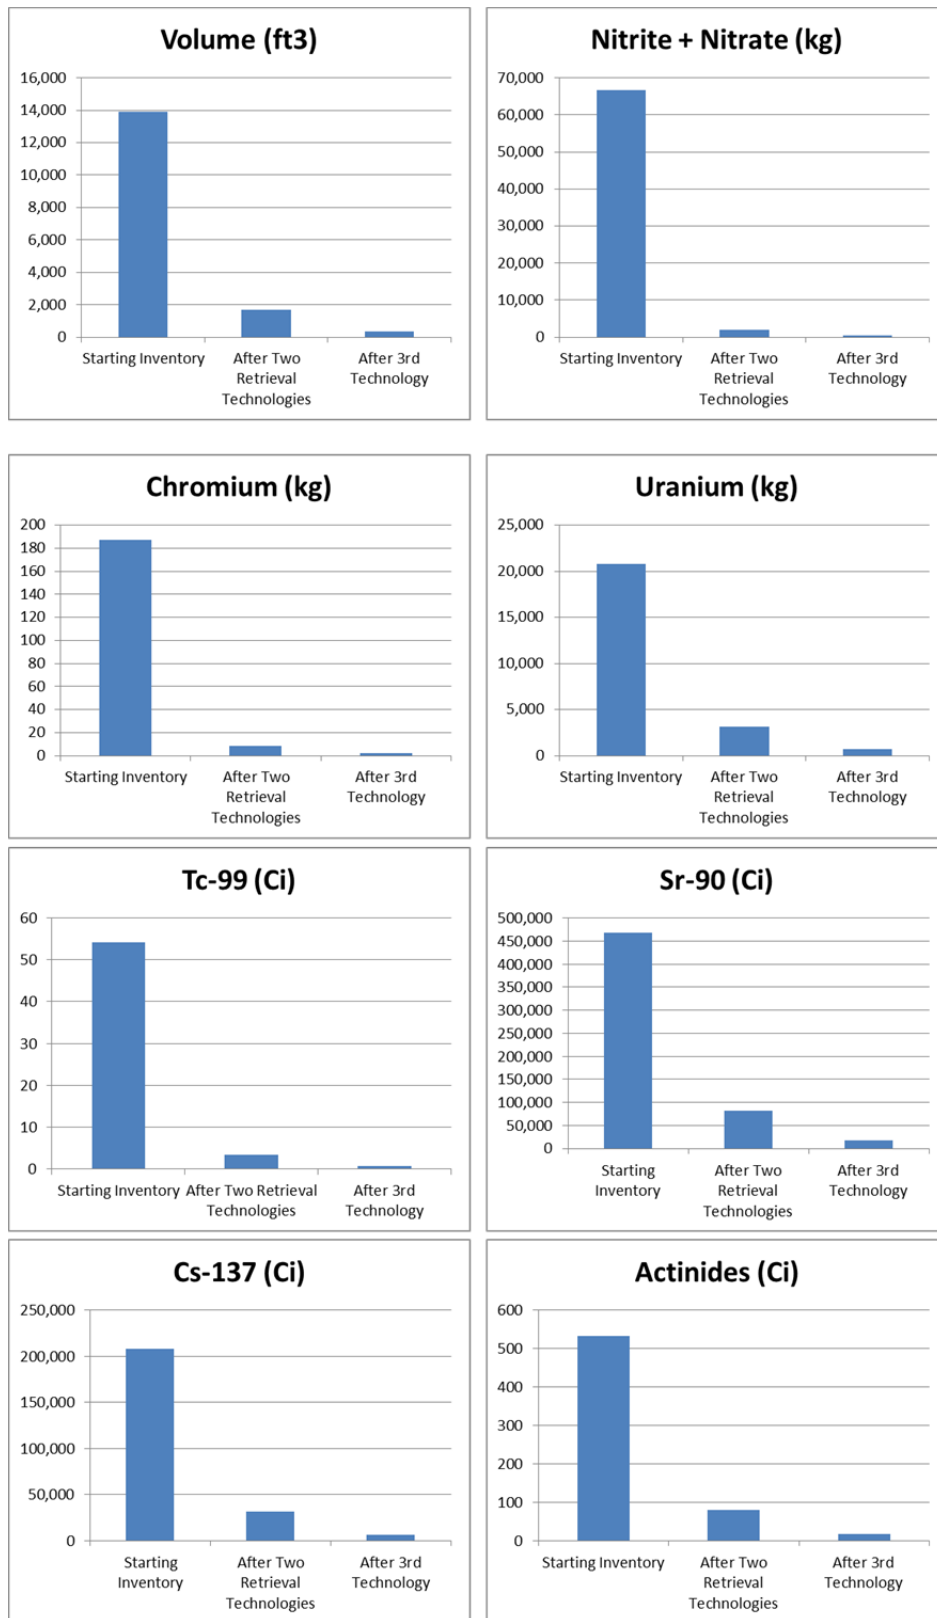 Volume (ft3)
16,000
14,000
12,000
10,000
8,000
6,000
4,000
2,000
0
Starting Inventory
After Two
Retrieval
Technologies
After 3rd
Technology
Nitrite + Nitrate (kg)
70,000
60,000
50,000
40,000
30,000
20,000
10,000
0
Starting Inventory
After Two
Retrieval
Technologies
After 3rd
Technology
Chromium (kg)
200
180
160
140
120
100
80
60
40
20
0
Starting Inventory
After Two
Retrieval
Technologies
After 3rd
Technology
Uranium (kg)
25,000
20,000
15,000
10,000
5,000
0
Starting Inventory
After Two
Retrieval
Technologies
After 3rd
Technology
Tc-99 (Ci)
60
50
40
30
20
10
0
Starting Inventory
After Two Retrieval
Technologies
After 3rd
Technology
Sr-90 (Ci)
500,000
450,000
400,000
350,000
300,000
250,000
200,000
150,000
100,000
50,000
0
Starting
Inventory
After Two
Retrieval
Technologies
After 3rd
Technology
Cs-137 (Ci)
250,000
200,000
150,000
100,000
50,000
0
Starting
Inventory
After Two
Retrieval
Technologies
After 3rd
Technology
Actinides (Ci)
600
500
400
300
200
100
0
Starting Inventory
After Two
Retrieval
Technologies
After 3rd
Technology